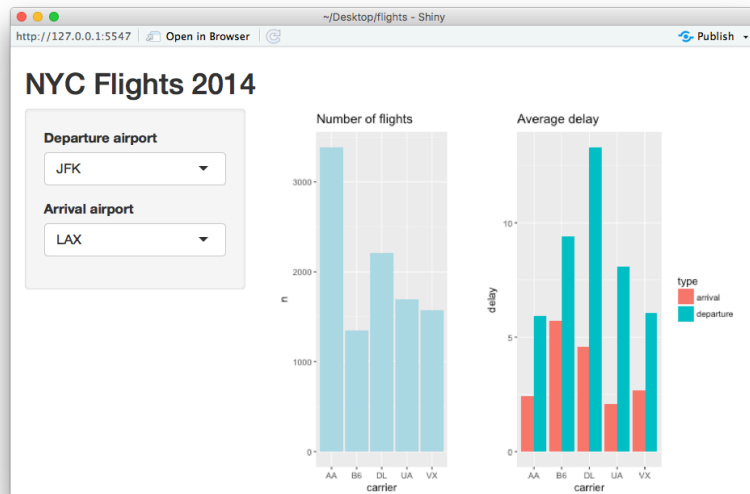 ~/Desktop/flights - Shiny
http://127.0.0.1:5547 Open in Browser Publish
NYC Flights 2014
Departure airport
JFK
Arrival airport
LAX
Number of flights
3000
2000
1000
0
n
AA B6 DL UA VX
carrier
Average delay
10
5
0
delay
AA B6 DL UA VX
carrier
type
arrival
departure